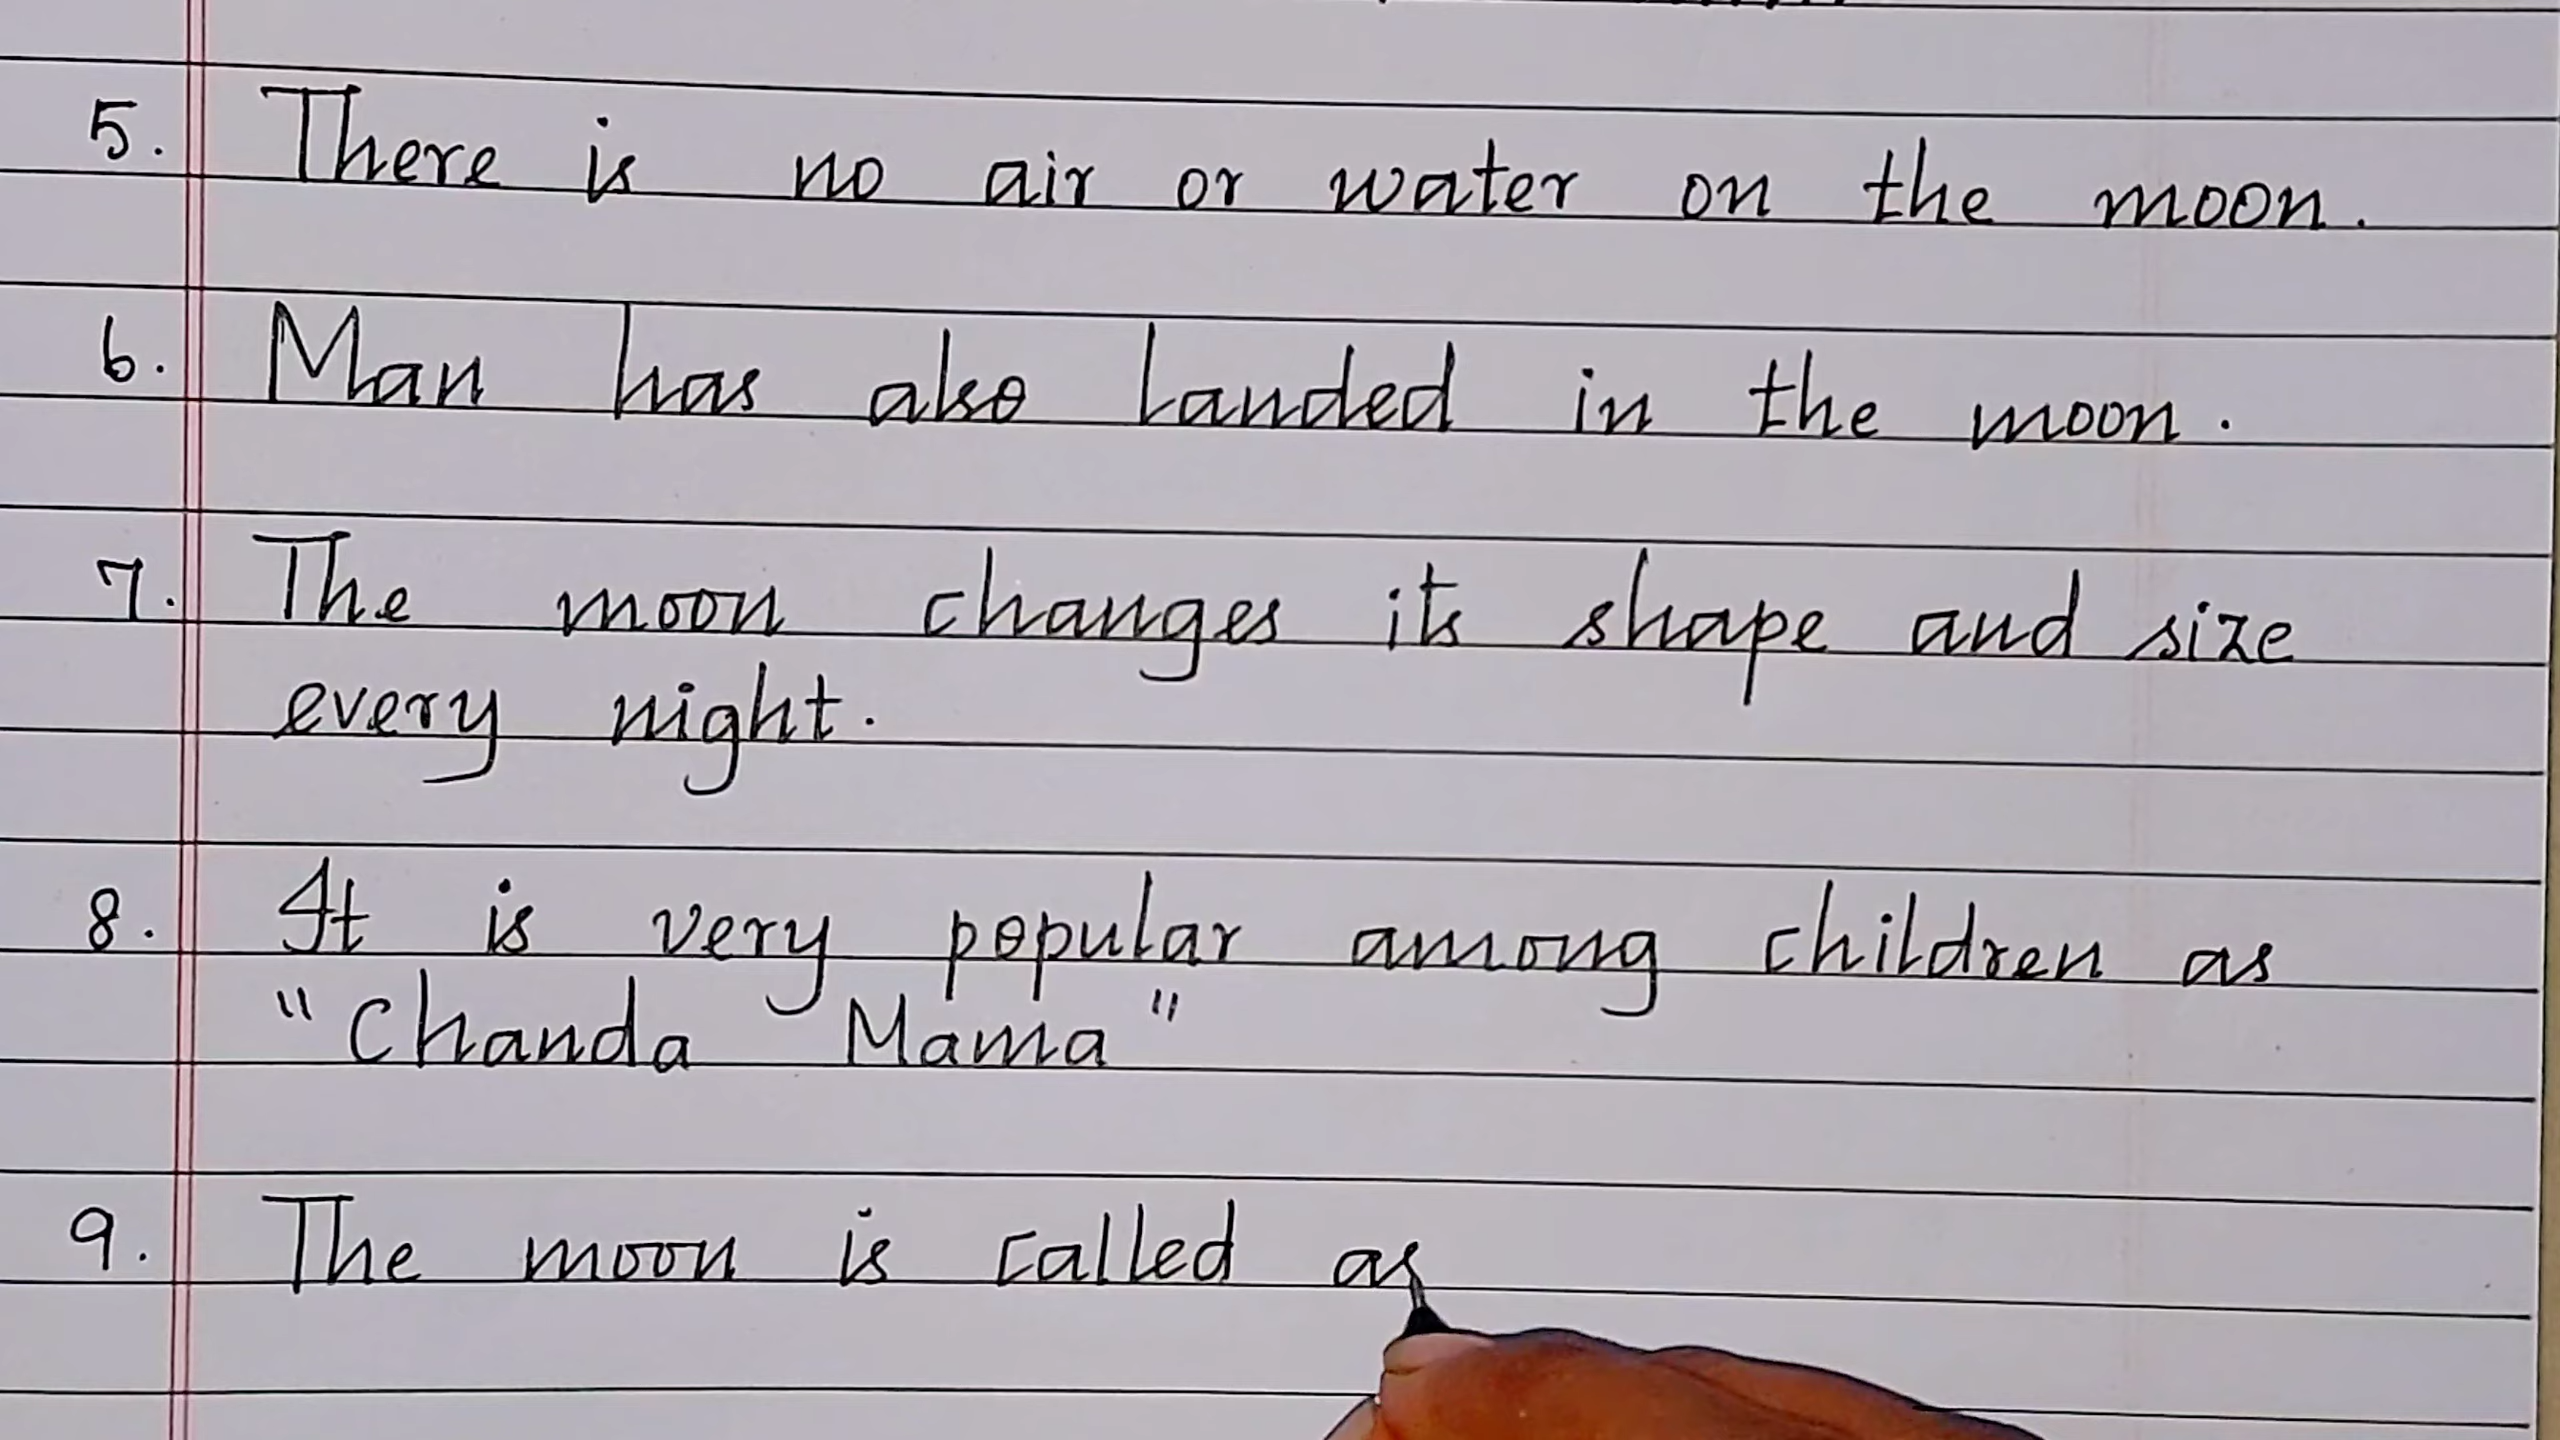 5. There is no air or water on the moon.
6. Man has also landed in the moon.
7. The moon changes its shape and size
every night.
8. It is very popular among children as
"Chanda Mama"
9. The moon is called as